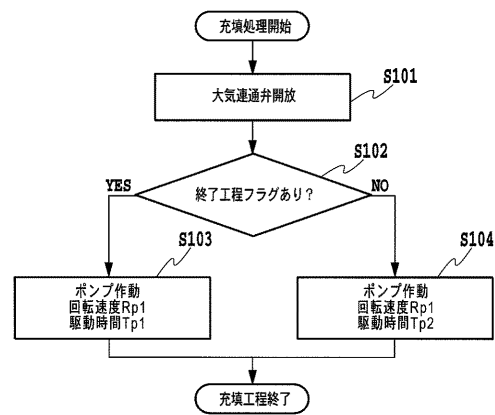 充填処理開始
S101
大気連通弁開放
S102
終了工程フラグあり？
YES
NO
S103
ポンプ作動
回転速度Rp1
駆動時間Tp1
S104
ポンプ作動
回転速度Rp1
駆動時間Tp2
充填工程終了